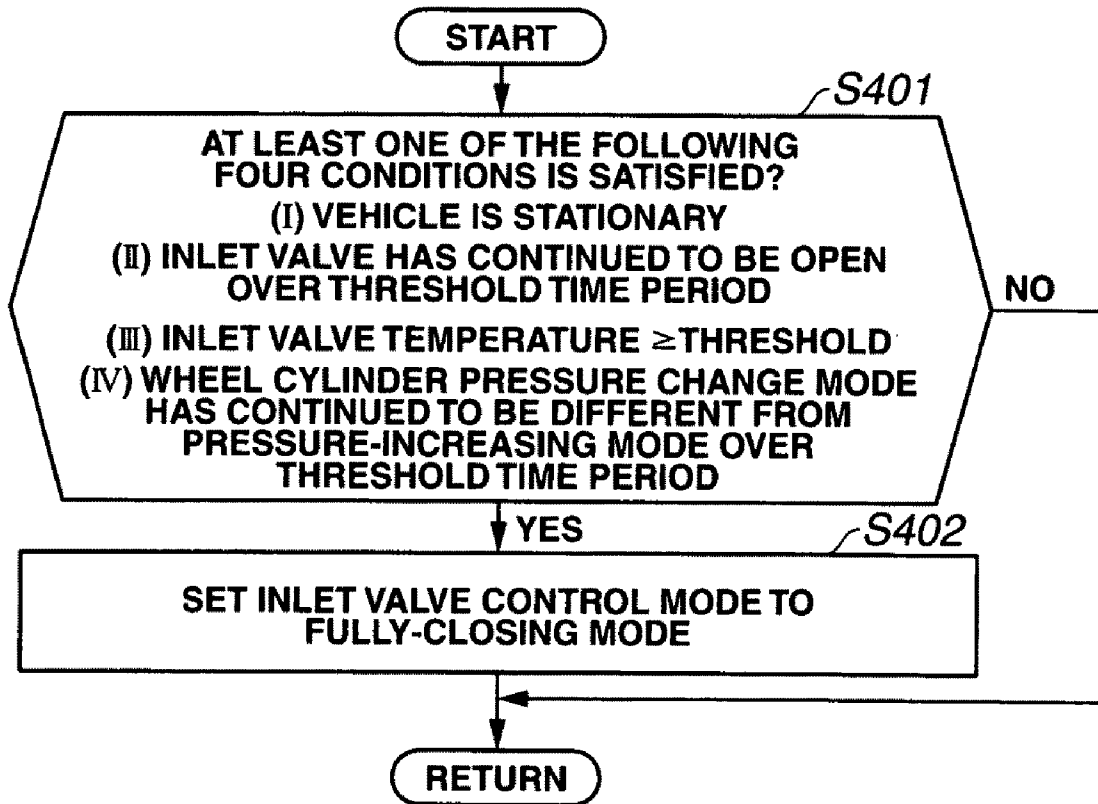 START
S401
AT LEAST ONE OF THE FOLLOWING
FOUR CONDITIONS IS SATISFIED?
(Ⅰ) VEHICLE IS STATIONARY
(Ⅱ) INLET VALVE HAS CONTINUED TO BE OPEN
OVER THRESHOLD TIME PERIOD
NO
(Ⅲ) INLET VALVE TEMPERATURE ≧ THRESHOLD
(Ⅳ) WHEEL CYLINDER PRESSURE CHANGE MODE
HAS CONTINUED TO BE DIFFERENT FROM
PRESSURE-INCREASING MODE OVER
THRESHOLD TIME PERIOD
YES
S402
SET INLET VALVE CONTROL MODE TO
FULLY-CLOSING MODE
RETURN